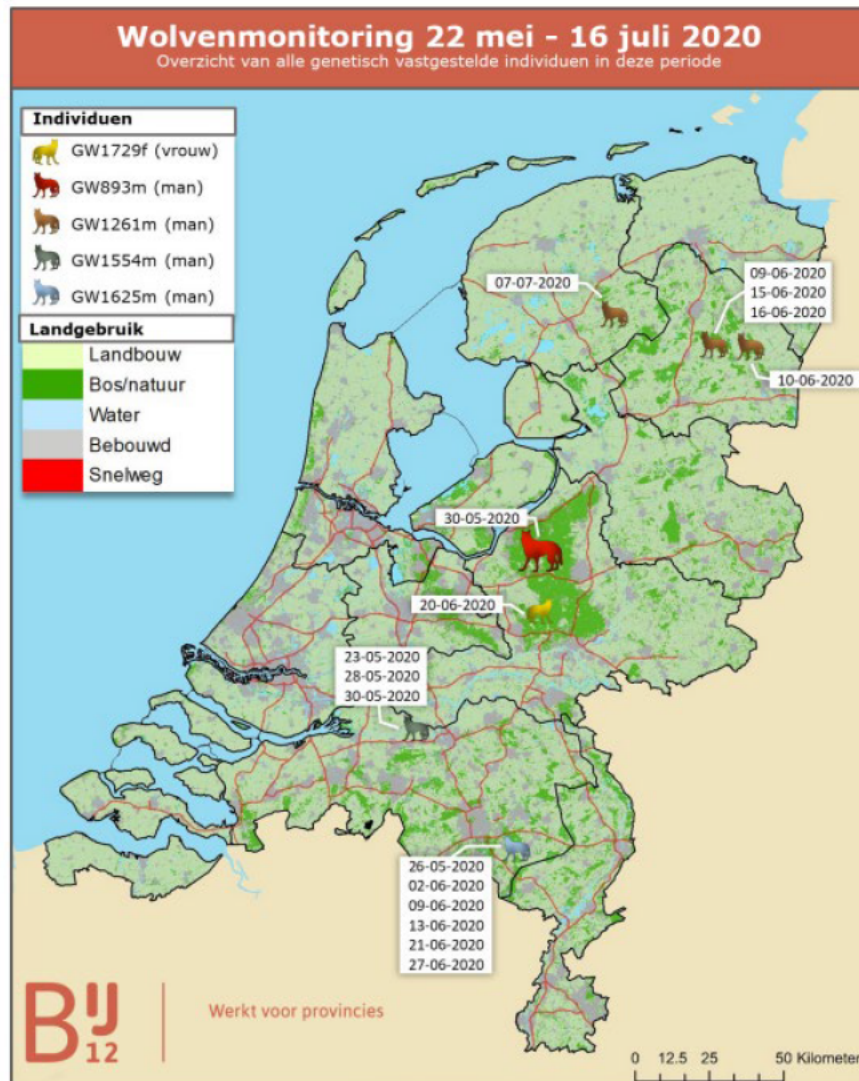 Wolvenmonitoring 22 mei - 16 juli 2020
Overzicht van alle genetisch vastgestelde individuen in deze periode
Individuen
GW1729f (vrouw)
GW893m (man)
GW1261m (man)
GW1554m (man)
GW1625m (man)
Landgebruik
Landbouw
Bos/natuur
Water
Bebouwd
Snelweg
07-07-2020
09-06-2020
15-06-2020
16-06-2020
10-06-2020
30-05-2020
20-06-2020
23-05-2020
28-05-2020
30-05-2020
26-05-2020
02-06-2020
09-06-2020
13-06-2020
21-06-2020
27-06-2020
BIJ
12
Werkt voor provincies
0 12.5 25 50 Kilometer